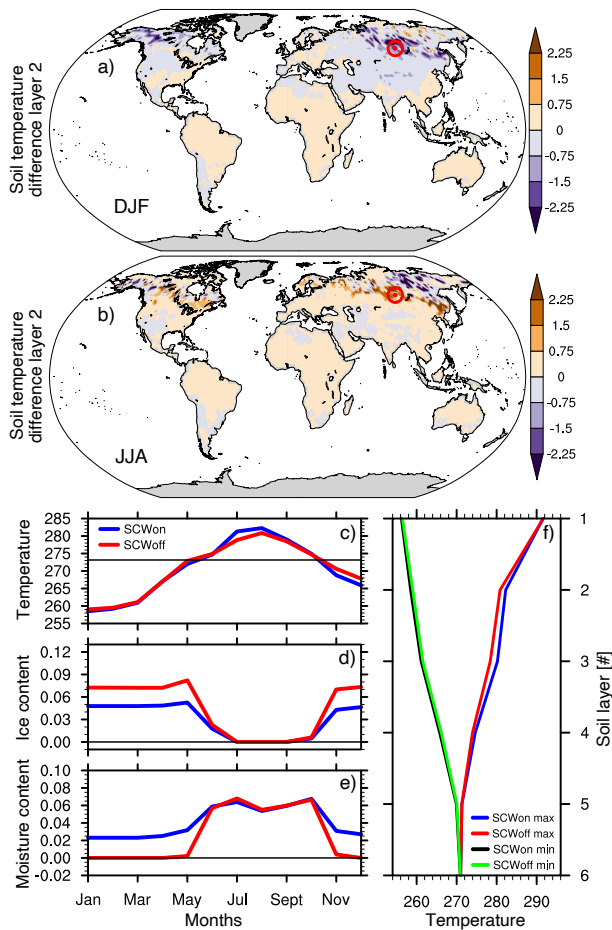 Soil temperature
difference layer 2
a)
DJF
2.25
1.5
0.75
0
-0.75
-1.5
-2.25
Soil temperature
difference layer 2
b)
JJA
2.25
1.5
0.75
0
-0.75
-1.5
-2.25
Temperature
285
280
275
270
265
260
255
SCWon
SCWoff
c)
Ice content
0.12
0.09
0.06
0.03
0.00
d)
Moisture content
0.10
0.08
0.06
0.04
0.02
0.00
-0.02
e)
Jan
Mar
May
Jul
Sept
Nov
Months
f)
1
2
3
4
5
6
Soil layer [#]
SCWon max
SCWoff max
SCWon min
SCWoff min
260
270
280
290
Temperature